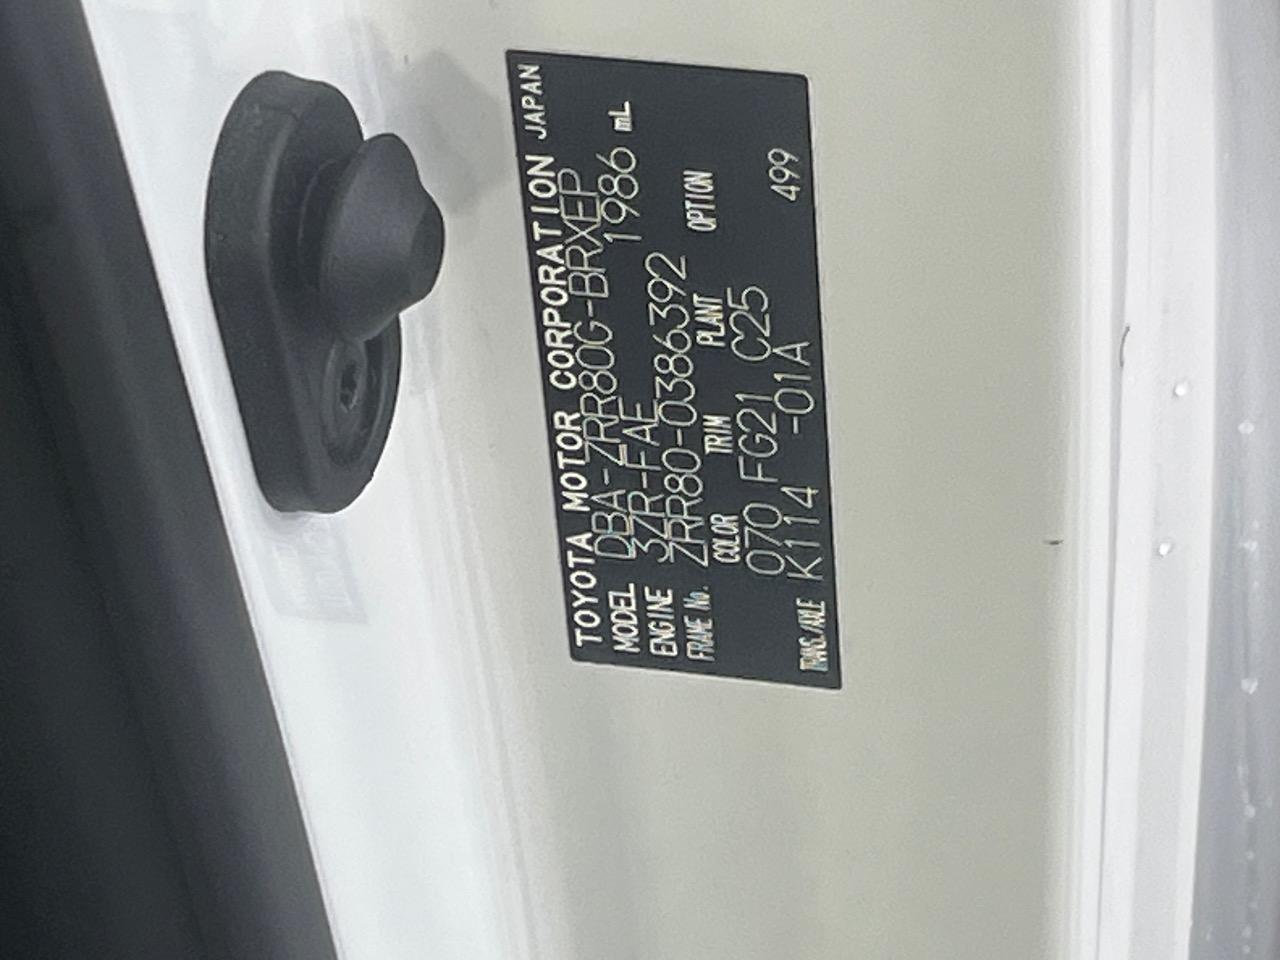 TOYOTA MOTOR CORPORATION JAPAN
MODEL DBA-ZRR80G-BRXEP
ENGINE 3ZR-FAE 1986 mL
FRAME No. ZRR80-0386392
COLOR TRIM PLANT OPTION
070 FG21 C25
TRANS./AXLE K114 -01A 499